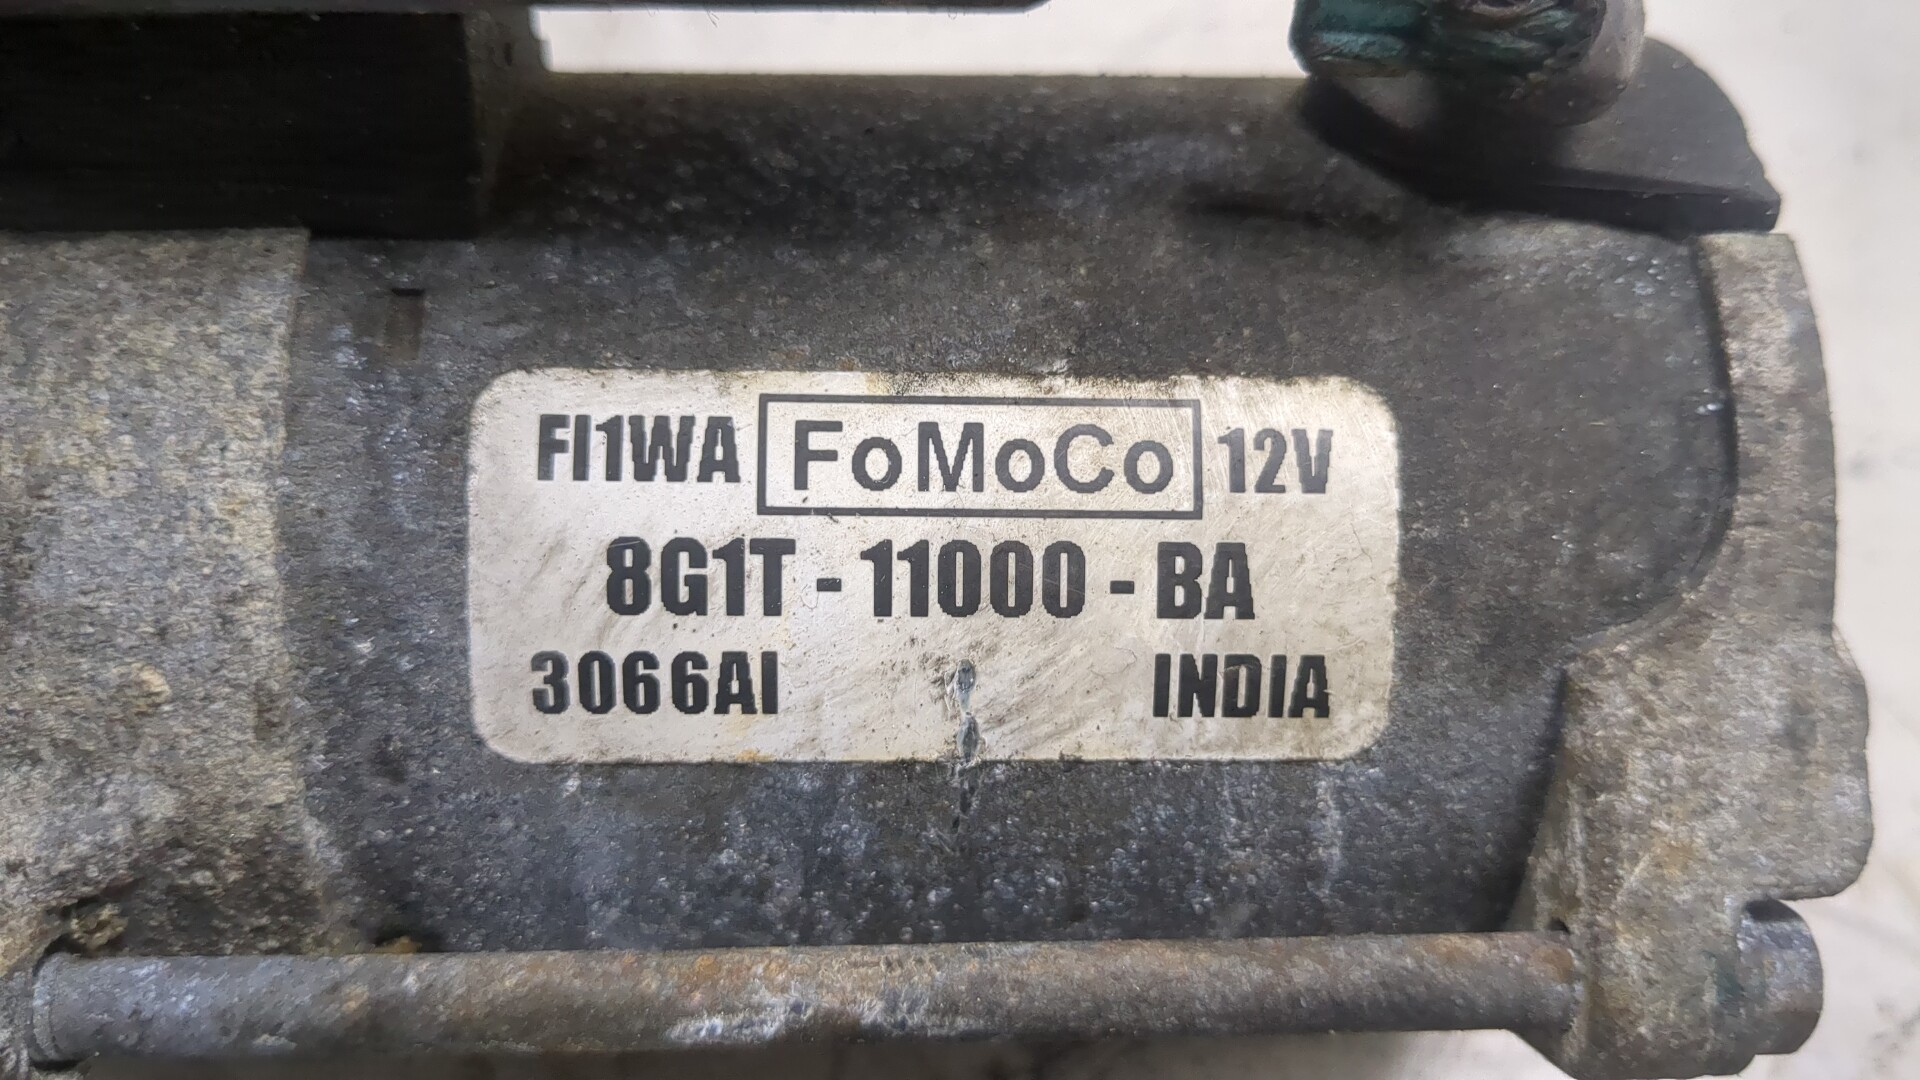 FI1WA FoMoCo 12V
8G1T - 11000 - BA
3066AI INDIA